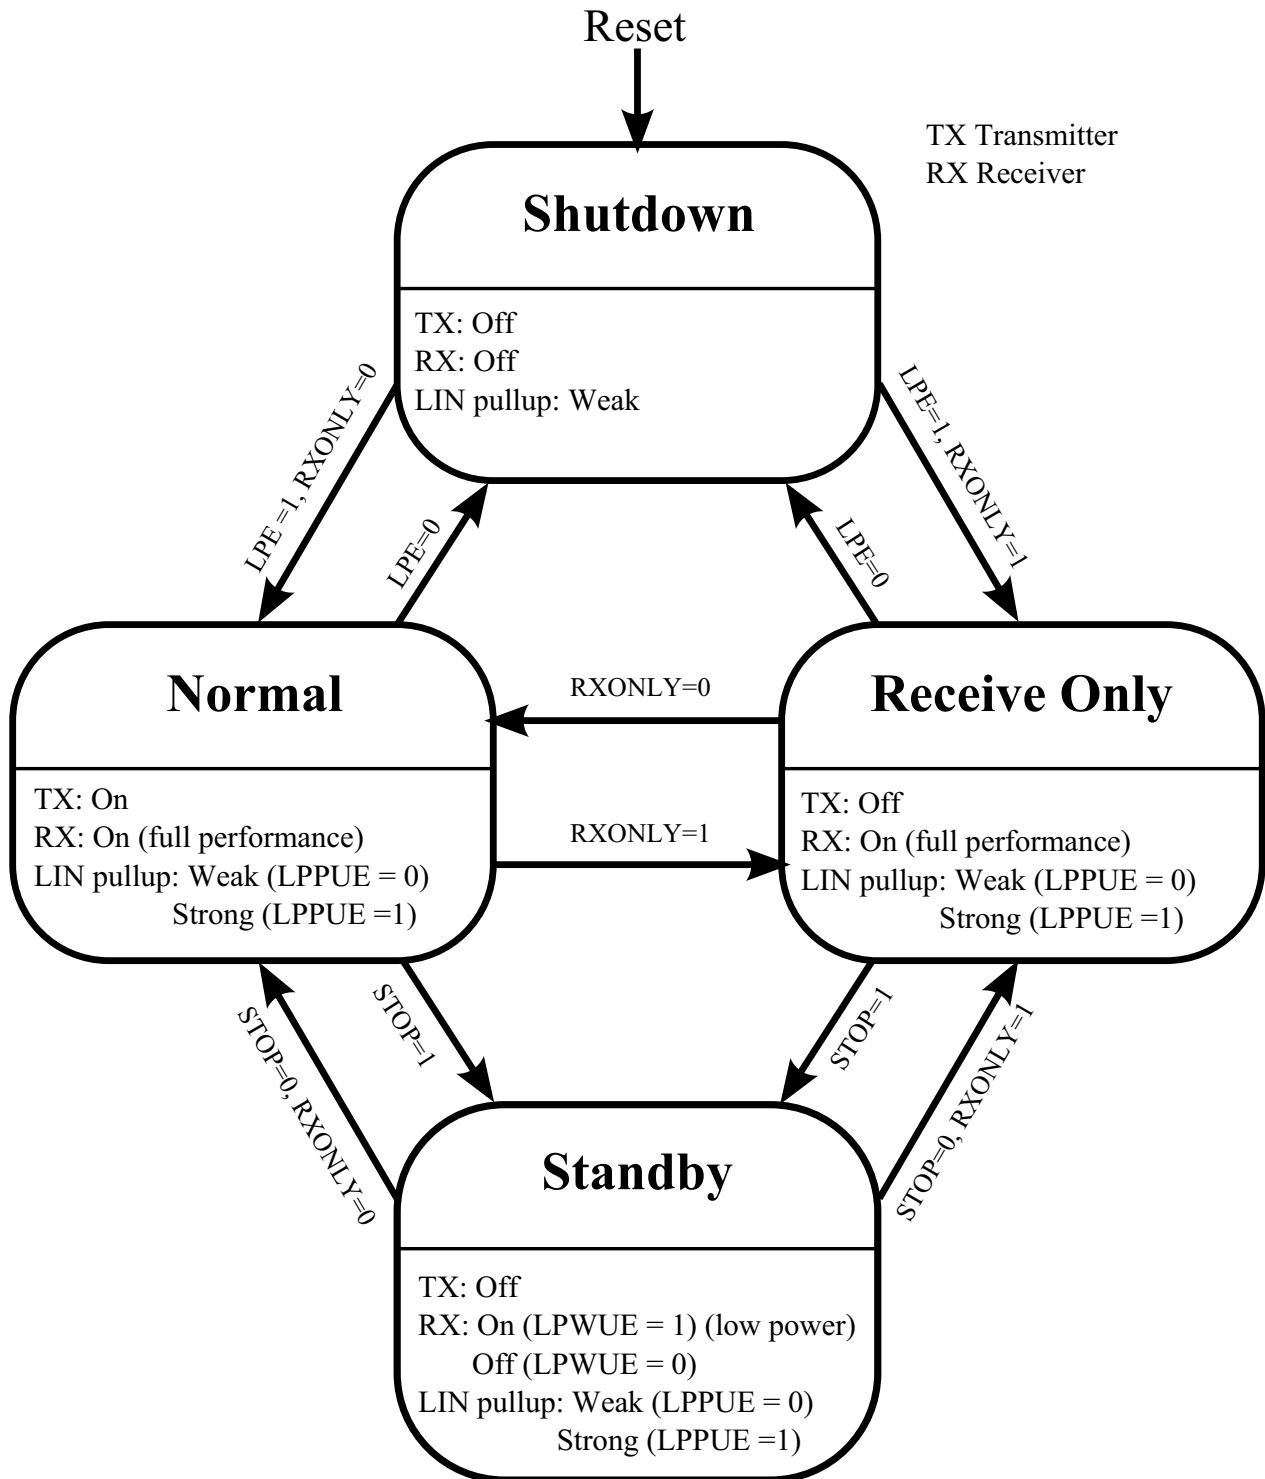 Reset
TX Transmitter
RX Receiver
Shutdown
TX: Off
RX: Off
LIN pullup: Weak
LPE =1, RXONLY=0
LPE=0
LPE=0
LPE=1, RXONLY=1
Normal
TX: On
RX: On (full performance)
LIN pullup: Weak (LPPUE = 0)
Strong (LPPUE =1)
RXONLY=0
RXONLY=1
Receive Only
TX: Off
RX: On (full performance)
LIN pullup: Weak (LPPUE = 0)
Strong (LPPUE =1)
STOP=0, RXONLY=0
STOP=1
STOP=1
STOP=0, RXONLY=1
Standby
TX: Off
RX: On (LPWUE = 1) (low power)
Off (LPWUE = 0)
LIN pullup: Weak (LPPUE = 0)
Strong (LPPUE =1)